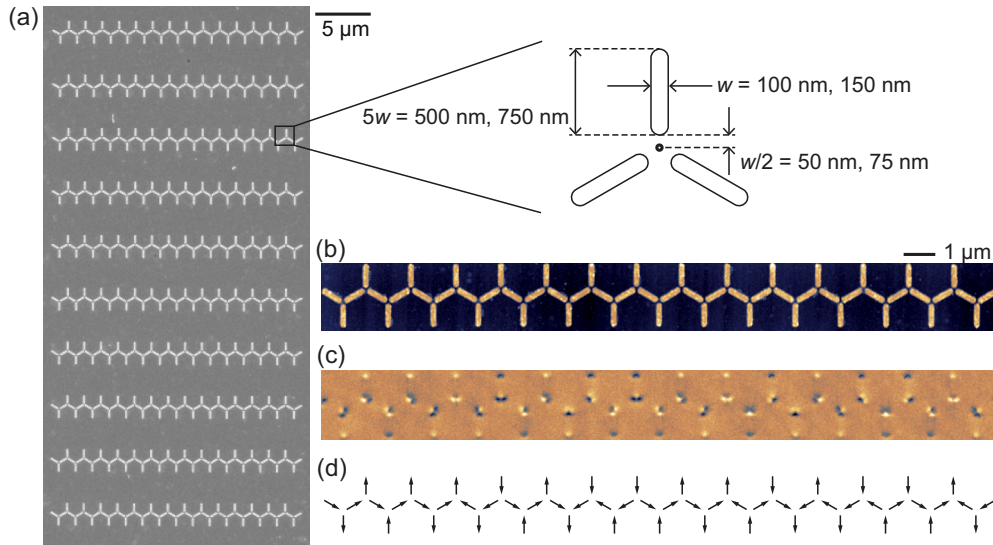 (a)
5 µm
5w = 500 nm, 750 nm
w = 100 nm, 150 nm
w/2 = 50 nm, 75 nm
(b)
1 µm
(c)
(d)